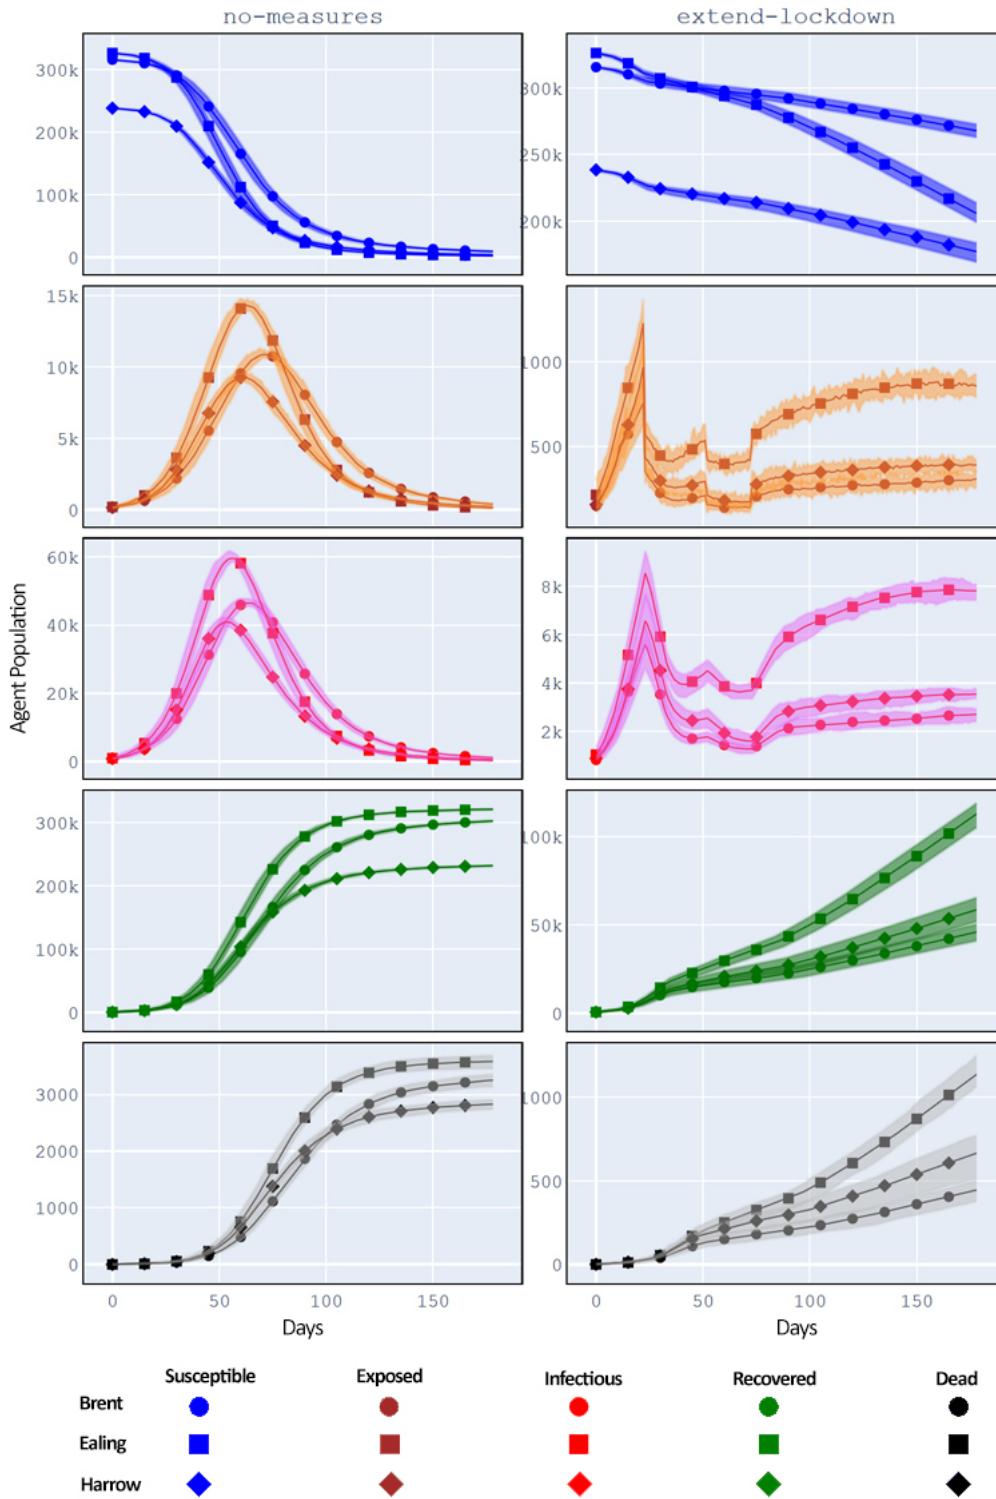 no-measures extend-lockdown
300k
200k
100k
0
300k
250k
200k
15k
10k
5k
0
1000
500
60k
40k
20k
0
8k
6k
4k
2k
Agent Population
300k
200k
100k
0
100k
50k
0
3000
2000
1000
0
1000
500
0
0 50 100 150
0 50 100 150
Days Days
Susceptible Exposed Infectious Recovered Dead
Brent
Ealing
Harrow